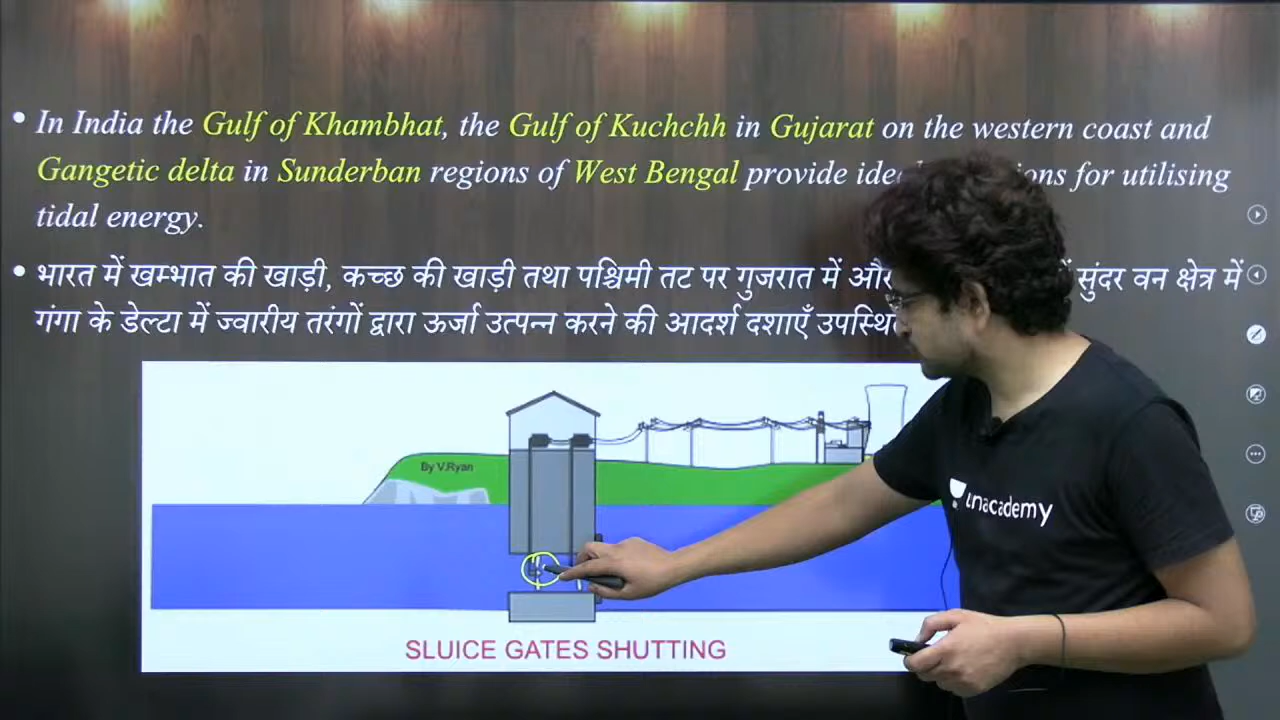 • In India the Gulf of Khambhat, the Gulf of Kuchchh in Gujarat on the western coast and
Gangetic delta in Sunderban regions of West Bengal provide for utilising
tidal energy.
• भारत में खम्भात की खाड़ी, कच्छ की खाड़ी तथा पश्चिमी तट पर गुजरात में और सुंदर वन क्षेत्र में
गंगा के डेल्टा में ज्वारीय तरंगों द्वारा ऊर्जा उत्पन्न करने की आदर्श दशाएँ
By V.Ryan
unacademy
SLUICE GATES SHUTTING